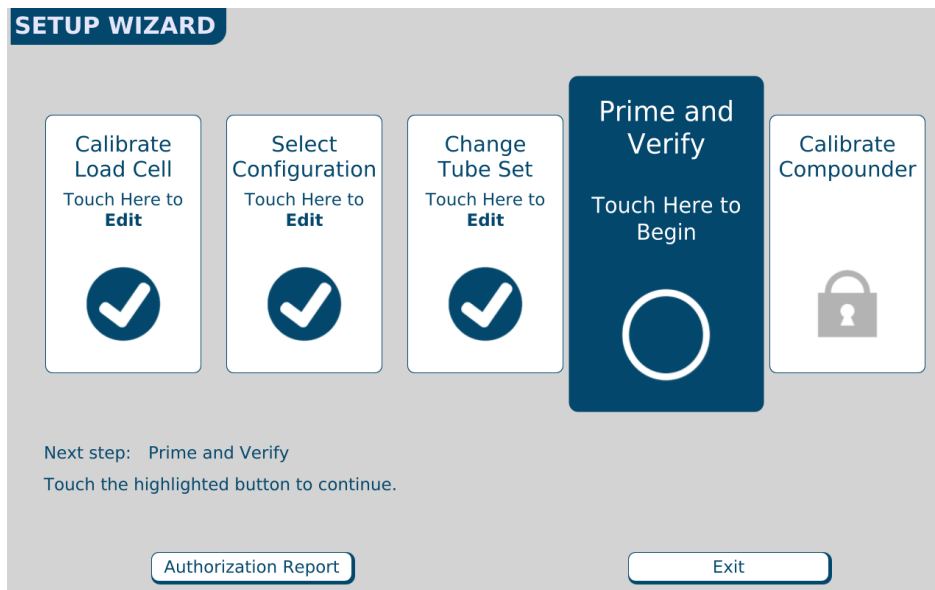 SETUP WIZARD
Calibrate
Load Cell
Touch Here to
Edit
Select
Configuration
Touch Here to
Edit
Change
Tube Set
Touch Here to
Edit
Prime and
Verify
Touch Here to
Begin
Calibrate
Compounder
Next step: Prime and Verify
Touch the highlighted button to continue.
Authorization Report
Exit